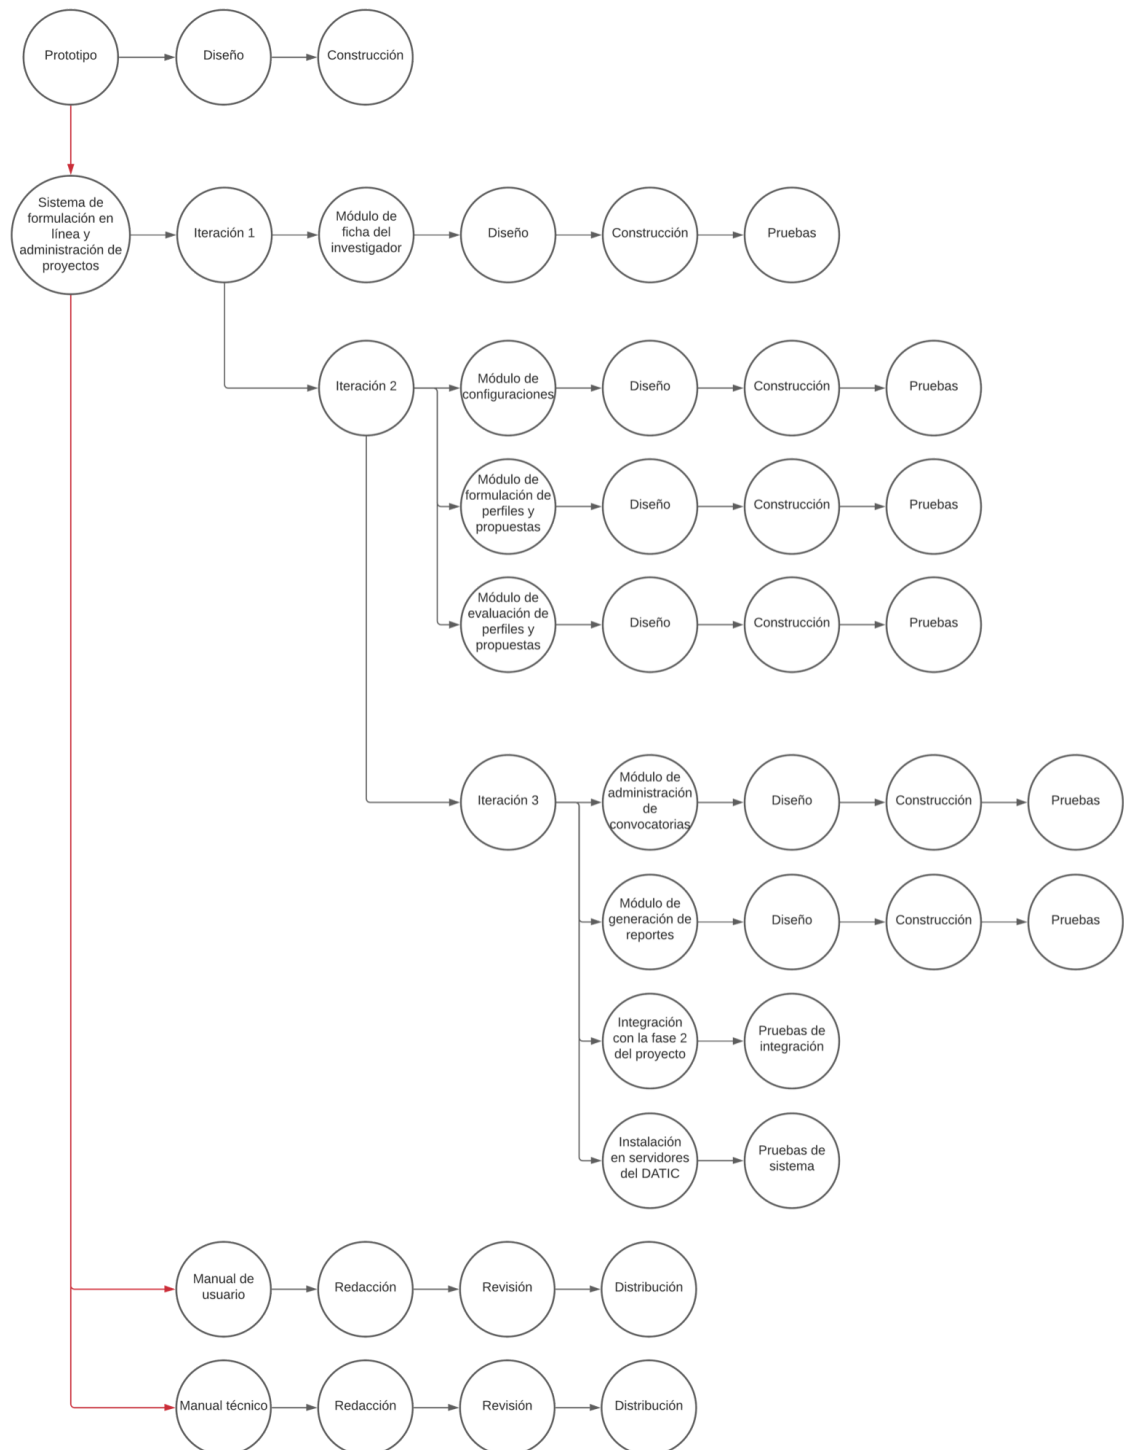 Prototipo
Diseño
Construcción
Sistema de
formulación en
línea y
administración de
proyectos
Iteración 1
Módulo de
ficha del
investigador
Diseño
Construcción
Pruebas
Iteración 2
Módulo de
configuraciones
Diseño
Construcción
Pruebas
Módulo de
formulación de
perfiles y
propuestas
Diseño
Construcción
Pruebas
Módulo de
evaluación de
perfiles y
propuestas
Diseño
Construcción
Pruebas
Iteración 3
Módulo de
administración
de
convocatorias
Diseño
Construcción
Pruebas
Módulo de
generación de
reportes
Diseño
Construcción
Pruebas
Integración
con la fase 2
del proyecto
Pruebas de
integración
Instalación
en servidores
del DATIC
Pruebas de
sistema
Manual de
usuario
Redacción
Revisión
Distribución
Manual técnico
Redacción
Revisión
Distribución